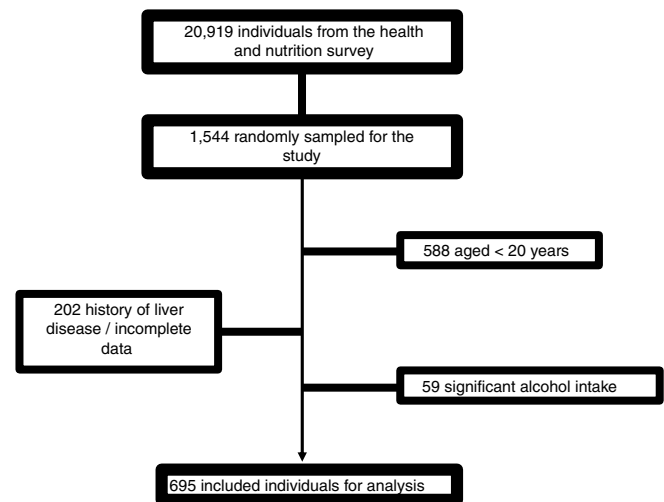 20,919 individuals from the health
and nutrition survey
1,544 randomly sampled for the
study
588 aged < 20 years
202 history of liver
disease / incomplete
data
59 significant alcohol intake
695 included individuals for analysis